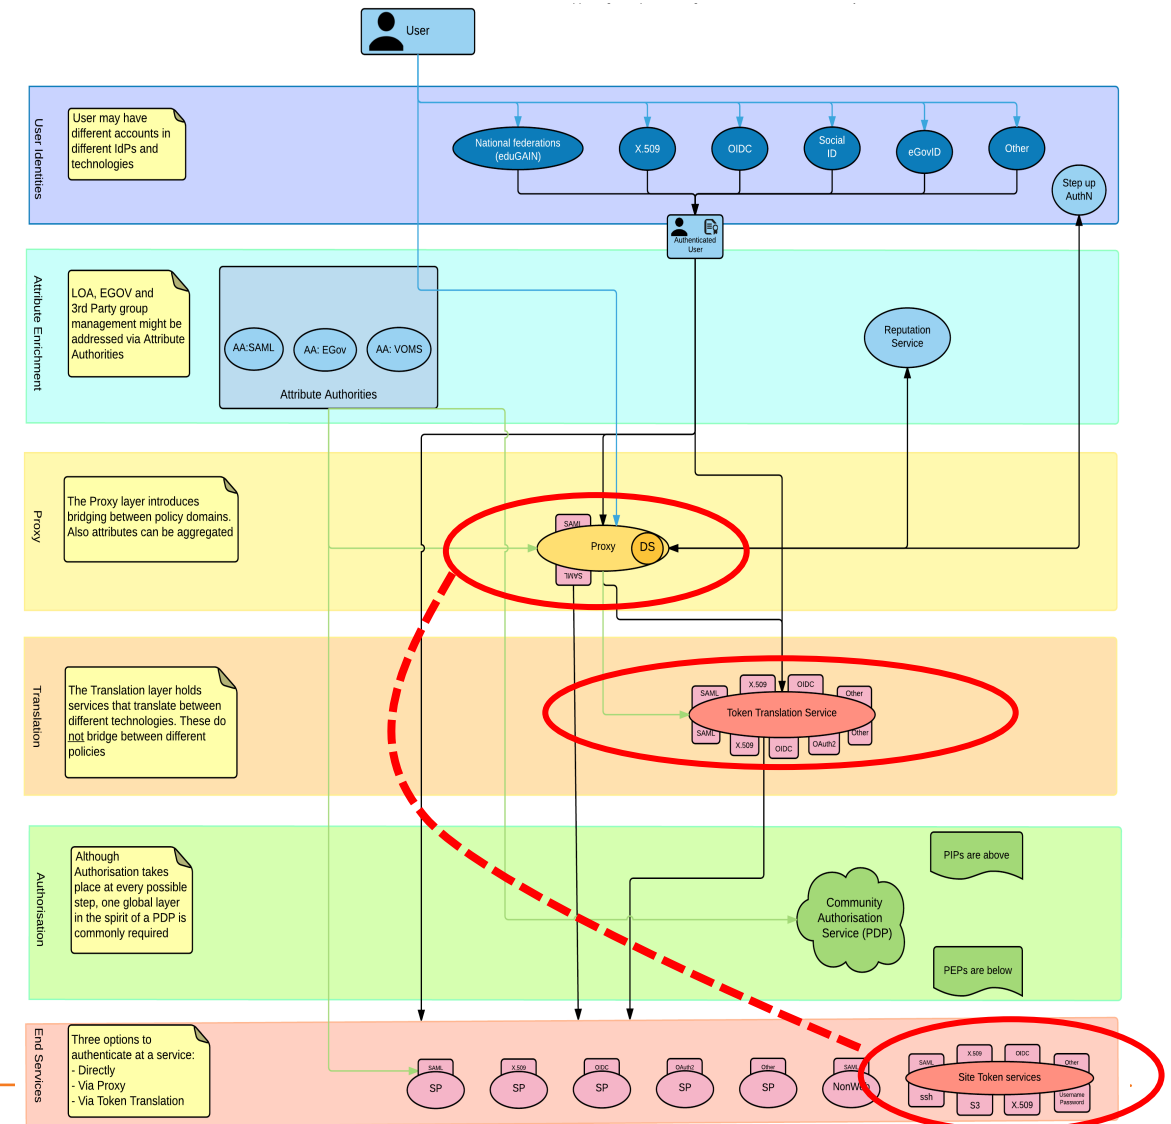 User
User Identities
User may have
different accounts in
different IdPs and
technologies
National federations
(eduGAIN)
X.509
OIDC
Social
ID
eGovID
Other
Step up
AuthN
Authenticated
User
Attribute Enrichment
LOA, EGOV and
3rd Party group
management might be
addressed via Attribute
Authorities
AA:SAML
AA: EGov
AA: VOMS
Attribute Authorities
Reputation
Service
Proxy
The Proxy layer introduces
bridging between policy domains.
Also attributes can be aggregated
SAML
Proxy
DS
SAML
Translation
The Translation layer holds
services that translate between
different technologies. These do
not bridge between different
policies
SAML
X.509
OIDC
Other
Token Translation Service
SAML
X.509
OIDC
OAuth2
Other
Authorisation
Although
Authorisation takes
place at every possible
step, one global layer
in the spirit of a PDP is
commonly required
PIPs are above
Community
Authorisation
Service (PDP)
PEPs are below
End Services
Three options to
authenticate at a service:
- Directly
- Via Proxy
- Via Token Translation
SAML
SP
X.509
SP
OIDC
SP
OAuth2
SP
Other
SP
SAML
NonWeb
SAML
X.509
OIDC
Other
Site Token services
ssh
S3
X.509
Username
Password